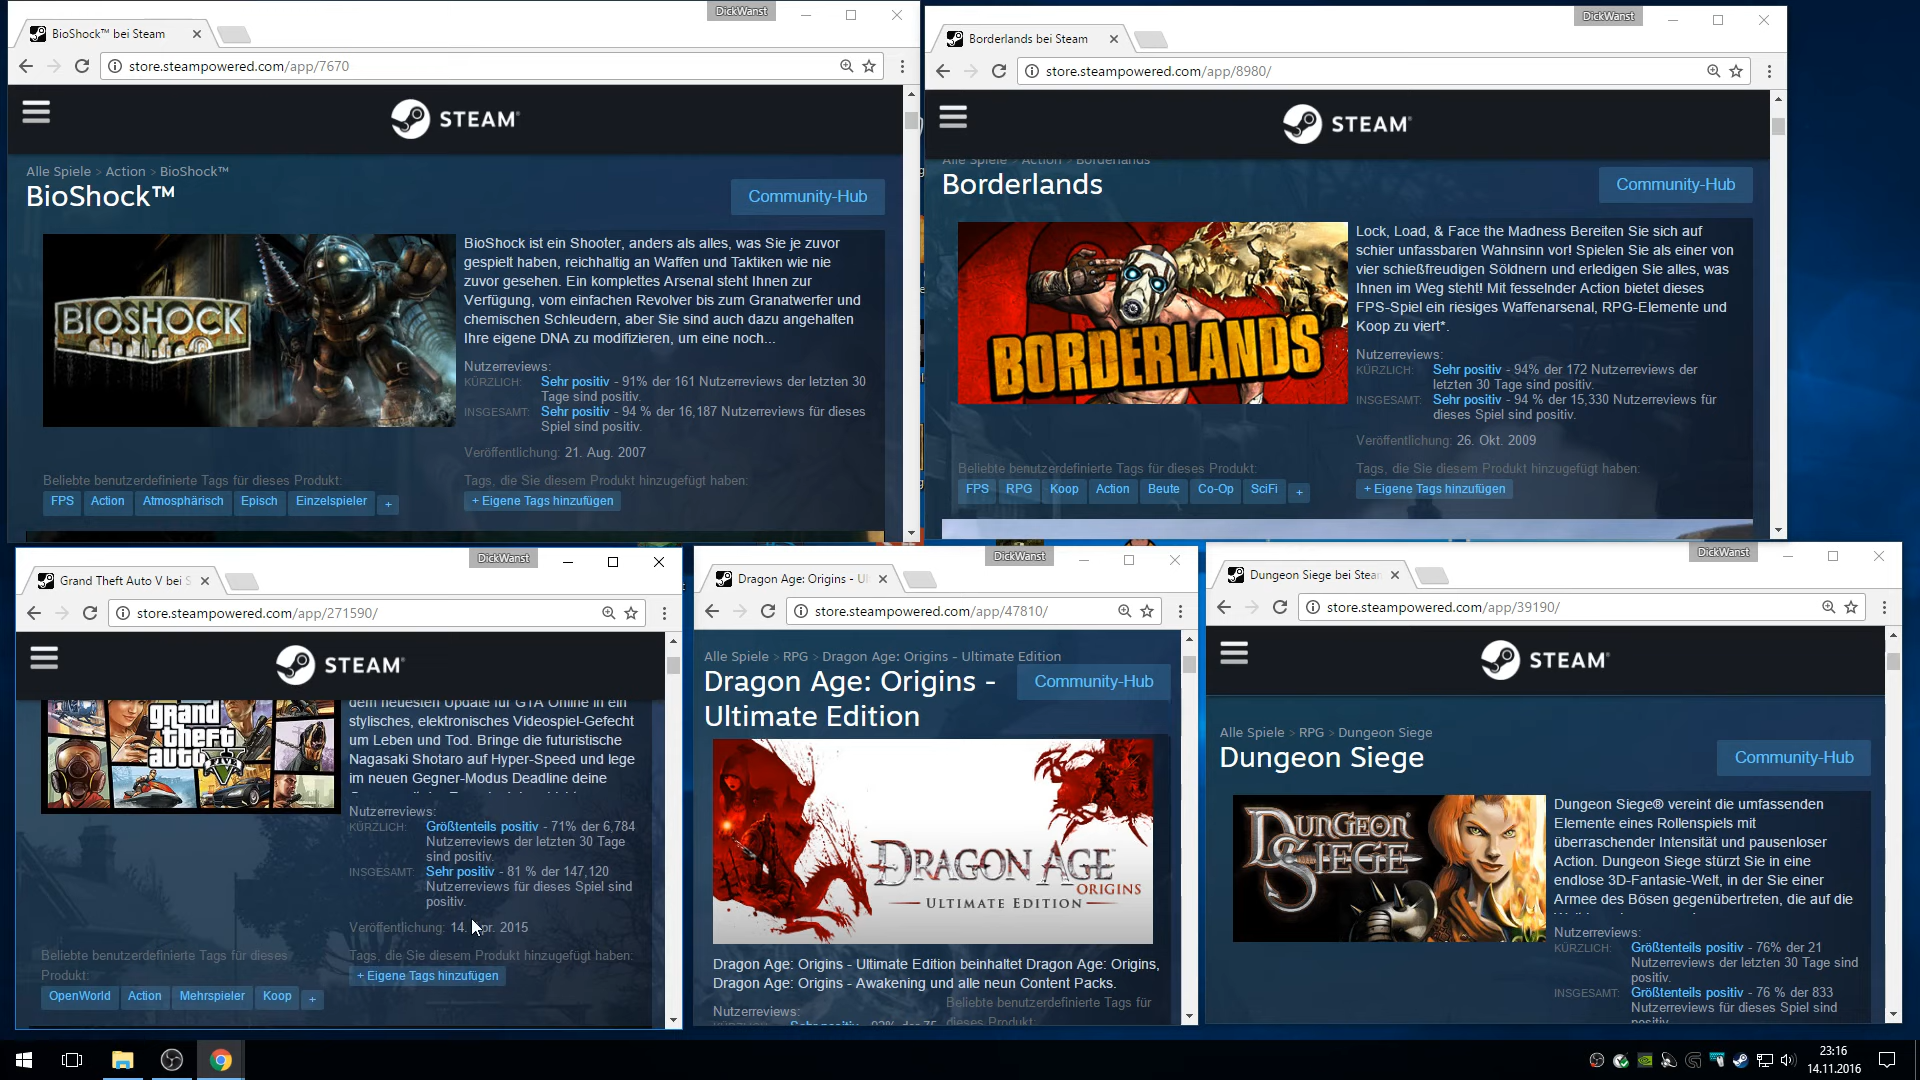 DickWanst
BioShock™ bei Steam
store.steampowered.com/app/7670
STEAM
Alle Spiele > Action > BioShock™
BioShock™
Community-Hub
BIOSHOCK
BioShock ist ein Shooter, anders als alles, was Sie je zuvor
gespielt haben, reichhaltig an Waffen und Taktiken wie nie
zuvor gesehen. Ein komplettes Arsenal steht Ihnen zur
Verfügung, vom einfachen Revolver bis zum Granatwerfer und
chemischen Schleudern, aber Sie sind auch dazu angehalten
Ihre eigene DNA zu modifizieren, um eine noch...
Nutzerreviews:
KÜRZLICH: Sehr positiv - 91% der 161 Nutzerreviews der letzten 30
Tage sind positiv.
INSGESAMT: Sehr positiv - 94 % der 16,187 Nutzerreviews für dieses
Spiel sind positiv.
Veröffentlichung: 21. Aug. 2007
Beliebte benutzerdefinierte Tags für dieses Produkt:
FPS Action Atmosphärisch Episch Einzelspieler +
Tags, die Sie diesem Produkt hinzugefügt haben:
+ Eigene Tags hinzufügen
DickWanst
Borderlands bei Steam
store.steampowered.com/app/8980/
STEAM
Alle Spiele > Action > Borderlands
Borderlands
Community-Hub
BORDERLANDS
Lock, Load, & Face the Madness Bereiten Sie sich auf
schier unfassbaren Wahnsinn vor! Spielen Sie als einer von
vier schießfreudigen Söldnern und erledigen Sie alles, was
Ihnen im Weg steht! Mit fesselnder Action bietet dieses
FPS-Spiel ein riesiges Waffenarsenal, RPG-Elemente und
Koop zu viert*.
Nutzerreviews:
KÜRZLICH: Sehr positiv - 94% der 172 Nutzerreviews der
letzten 30 Tage sind positiv.
INSGESAMT: Sehr positiv - 94 % der 15,330 Nutzerreviews für
dieses Spiel sind positiv.
Veröffentlichung: 26. Okt. 2009
Beliebte benutzerdefinierte Tags für dieses Produkt:
FPS RPG Koop Action Beute Co-Op SciFi +
Tags, die Sie diesem Produkt hinzugefügt haben:
+ Eigene Tags hinzufügen
DickWanst
Grand Theft Auto V bei S
store.steampowered.com/app/271590/
STEAM
grand
theft
auto V
dem neuesten Update für GTA Online in ein
stylisches, elektronisches Videospiel-Gefecht
um Leben und Tod. Bringe die futuristische
Nagasaki Shotaro auf Hyper-Speed und lege
im neuen Gegner-Modus Deadline deine
Nutzerreviews:
KÜRZLICH: Größtenteils positiv - 71% der 6,784
Nutzerreviews der letzten 30 Tage
sind positiv.
INSGESAMT: Sehr positiv - 81 % der 147,120
Nutzerreviews für dieses Spiel sind
positiv.
Veröffentlichung: 14. pr. 2015
Beliebte benutzerdefinierte Tags für dieses
Produkt:
OpenWorld Action Mehrspieler Koop +
Tags, die Sie diesem Produkt hinzugefügt haben:
+ Eigene Tags hinzufügen
DickWanst
Dragon Age: Origins - Ul
store.steampowered.com/app/47810/
Alle Spiele > RPG > Dragon Age: Origins - Ultimate Edition
Dragon Age: Origins -
Ultimate Edition
Community-Hub
DRAGON AGE
ORIGINS
ULTIMATE EDITION
Dragon Age: Origins - Ultimate Edition beinhaltet Dragon Age: Origins,
Dragon Age: Origins - Awakening und alle neun Content Packs.
Nutzerreviews:
Beliebte benutzerdefinierte Tags für
dieses Produkt:
DickWanst
Dungeon Siege bei Steam
store.steampowered.com/app/39190/
STEAM
Alle Spiele > RPG > Dungeon Siege
Dungeon Siege
Community-Hub
DUNGEON
SIEGE
Dungeon Siege® vereint die umfassenden
Elemente eines Rollenspiels mit
überraschender Intensität und pausenloser
Action. Dungeon Siege stürzt Sie in eine
endlose 3D-Fantasie-Welt, in der Sie einer
Armee des Bösen gegenübertreten, die auf die
Nutzerreviews:
KÜRZLICH: Größtenteils positiv - 76% der 21
Nutzerreviews der letzten 30 Tage sind
positiv.
INSGESAMT: Größtenteils positiv - 76 % der 833
Nutzerreviews für dieses Spiel sind
positiv.
23:16
14.11.2016